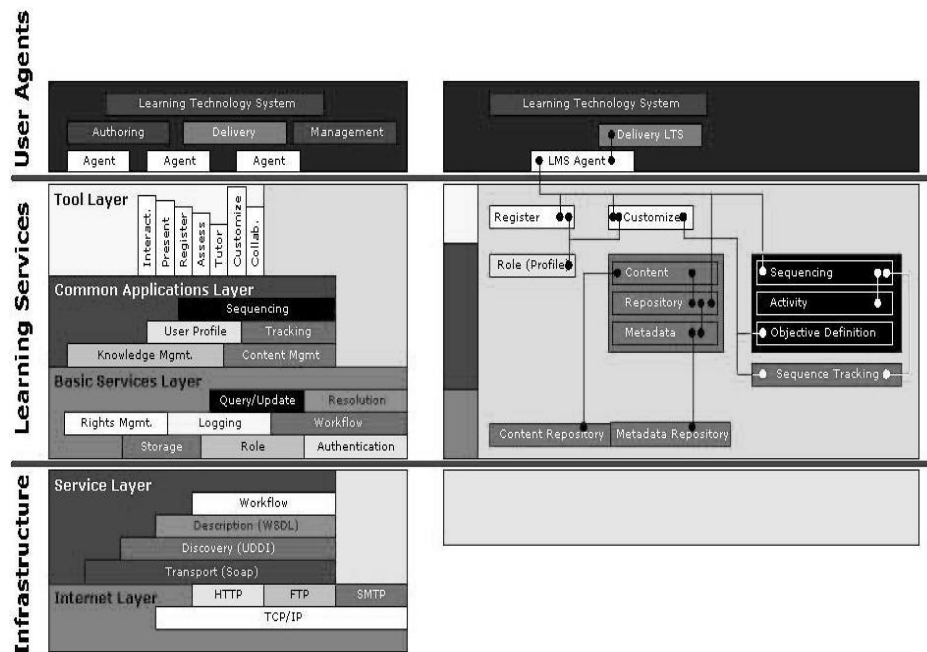 User Agents
Learning Technology System
Authoring
Delivery
Management
Agent
Agent
Agent
Learning Technology System
Delivery LTS
LMS Agent
Learning Services
Tool Layer
Interact.
Present
Register
Assess
Tutor
Customize
Collab.
Common Applications Layer
Sequencing
User Profile
Tracking
Knowledge Mgmt.
Content Mgmt
Basic Services Layer
Query/Update
Resolution
Rights Mgmt.
Logging
Workflow
Storage
Role
Authentication
Register
Customize
Role (Profile
Content
Repository
Metadata
Sequencing
Activity
Objective Definition
Sequence Tracking
Content Repository
Metadata Repository
Infrastructure
Service Layer
Workflow
Description (WSDL)
Discovery (UDDI)
Transport (Soap)
Internet Layer
HTTP
FTP
SMTP
TCP/IP